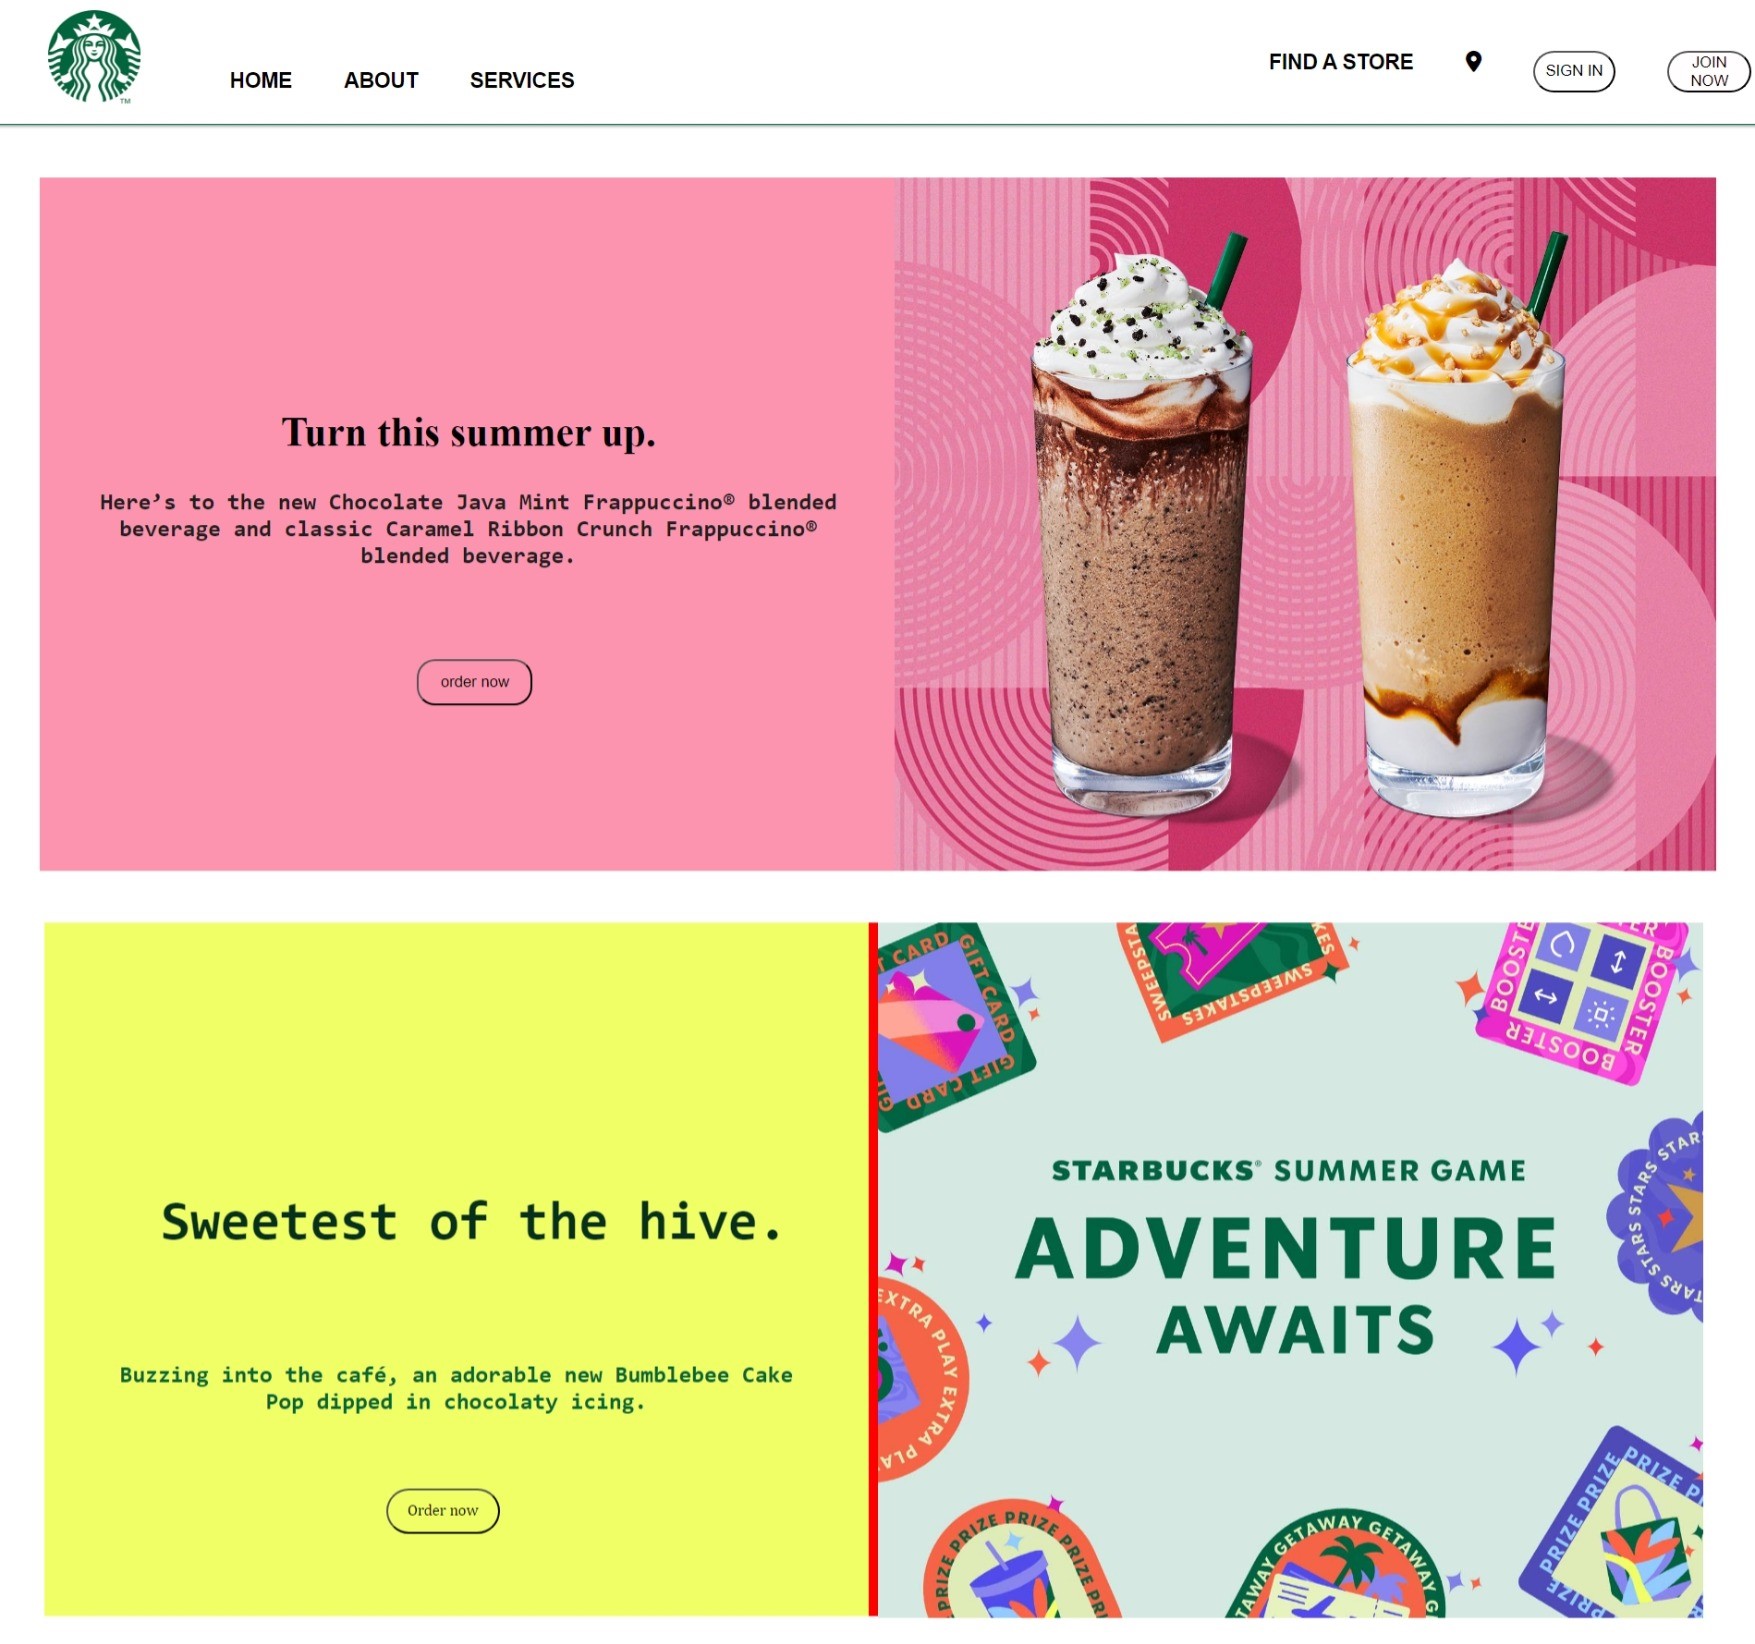 TM
HOME ABOUT SERVICES
FIND A STORE
SIGN IN
JOIN
NOW
Turn this summer up.
Here’s to the new Chocolate Java Mint Frappuccino® blended
beverage and classic Caramel Ribbon Crunch Frappuccino®
blended beverage.
order now
Sweetest of the hive.
Buzzing into the café, an adorable new Bumblebee Cake
Pop dipped in chocolaty icing.
Order now
CARD GIFT CARD GIFT CARD
SWEEPSTAKES
BOOSTER BOOSTER BOOSTER
STARBUCKS® SUMMER GAME
ADVENTURE
AWAITS
STARS STARS STARS
EXTRA PLAY EXTRA
PRIZE PRIZE PRIZE PRIZE
GETAWAY GETAWAY
PRIZE PRIZE
PRIZE